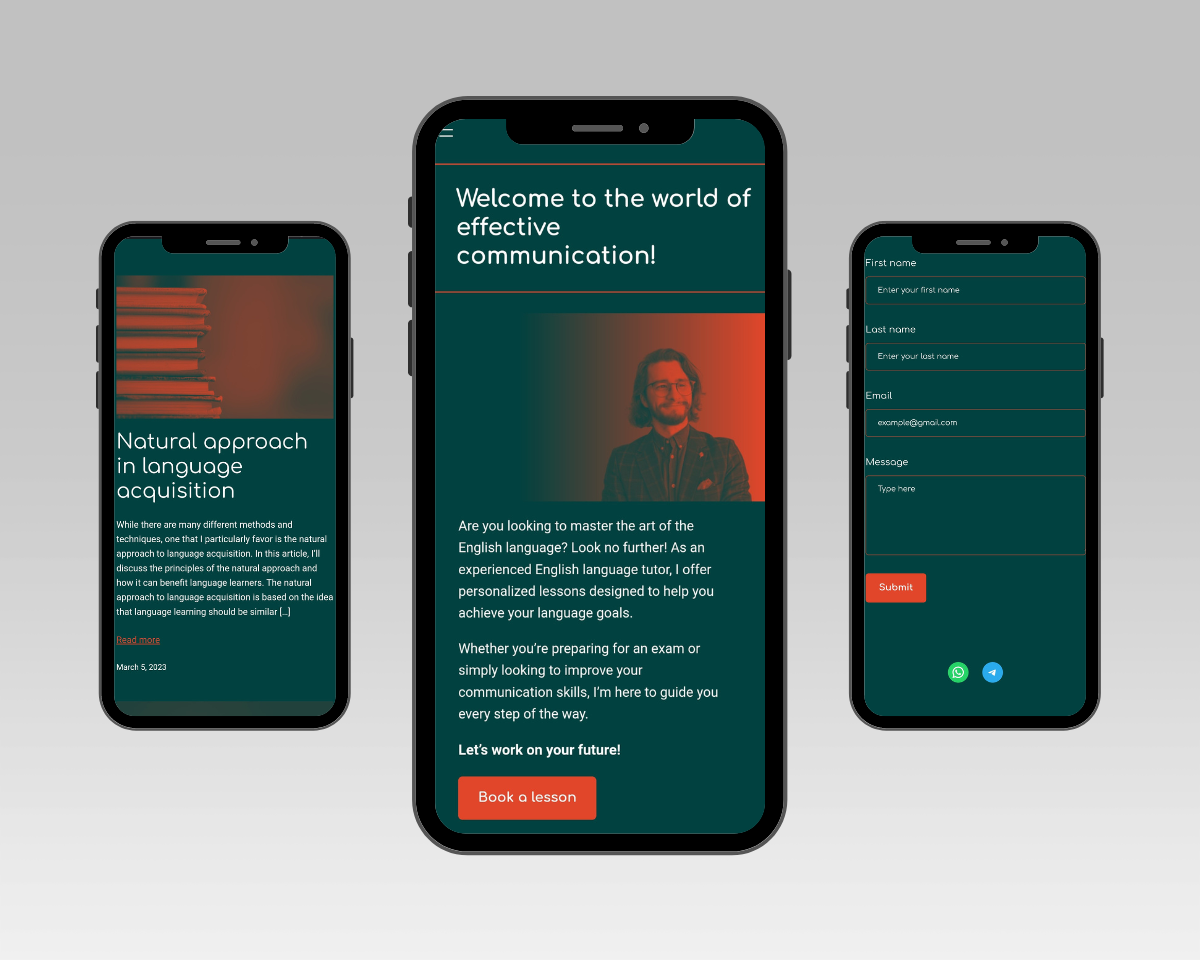 Natural approach
in language
acquisition
While there are many different methods and
techniques, one that I particularly favor is the natural
approach to language acquisition. In this article, I'll
discuss the principles of the natural approach and
how it can benefit language learners. The natural
approach to language acquisition is based on the idea
that language learning should be similar [...]
Read more
March 5, 2023
Welcome to the world of
effective
communication!
Are you looking to master the art of the
English language? Look no further! As an
experienced English language tutor, I offer
personalized lessons designed to help you
achieve your language goals.
Whether you're preparing for an exam or
simply looking to improve your
communication skills, I'm here to guide you
every step of the way.
Let's work on your future!
Book a lesson
First name
Enter your first name
Last name
Enter your last name
Email
example@gmail.com
Message
Type here
Submit